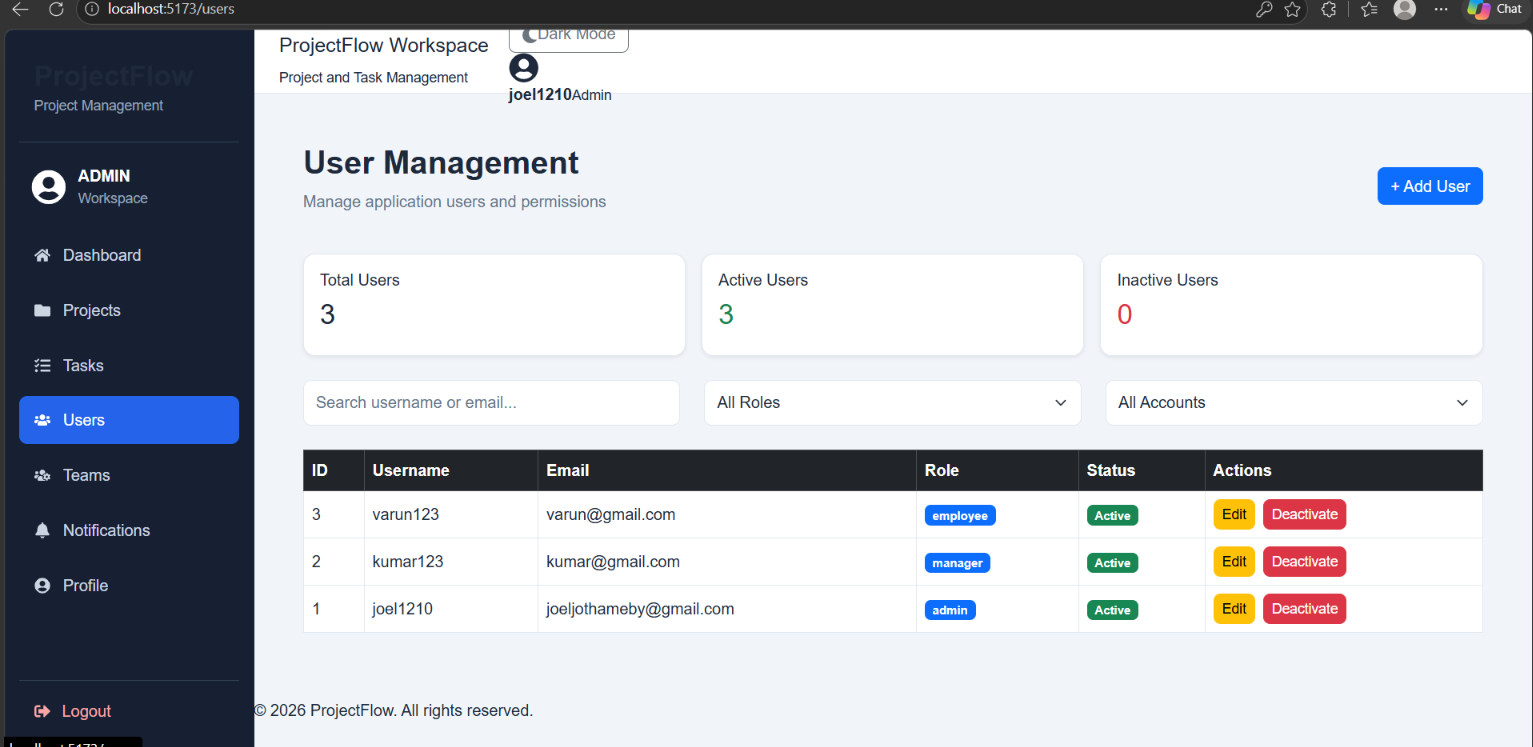 localhost:5173/users
Chat
ProjectFlow
Project Management
ADMIN
Workspace
Dashboard
Projects
Tasks
Users
Teams
Notifications
Profile
Logout
ProjectFlow Workspace
Project and Task Management
Dark Mode
joel1210Admin
User Management
Manage application users and permissions
+ Add User
Total Users
3
Active Users
3
Inactive Users
0
Search username or email...
All Roles
All Accounts
ID Username Email Role Status Actions
3 varun123 varun@gmail.com employee Active Edit Deactivate
2 kumar123 kumar@gmail.com manager Active Edit Deactivate
1 joel1210 joeljothameby@gmail.com admin Active Edit Deactivate
© 2026 ProjectFlow. All rights reserved.